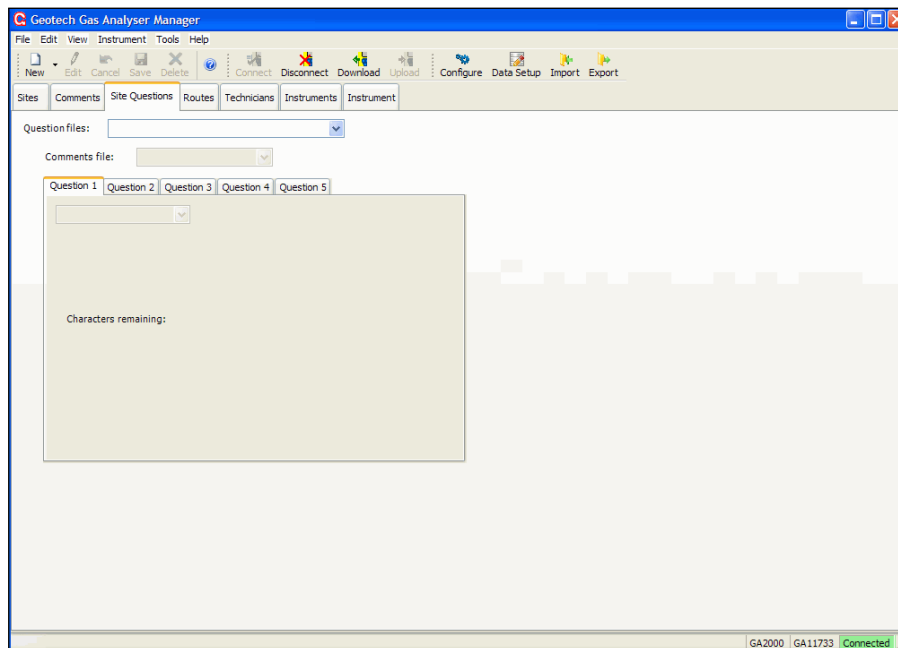 Geotech Gas Analyser Manager
File Edit View Instrument Tools Help
New Edit Cancel Save Delete Connect Disconnect Download Upload Configure Data Setup Import Export
Sites Comments Site Questions Routes Technicians Instruments Instrument
Question files:
Comments file:
Question 1 Question 2 Question 3 Question 4 Question 5
Characters remaining:
GA2000 GA11733 Connected